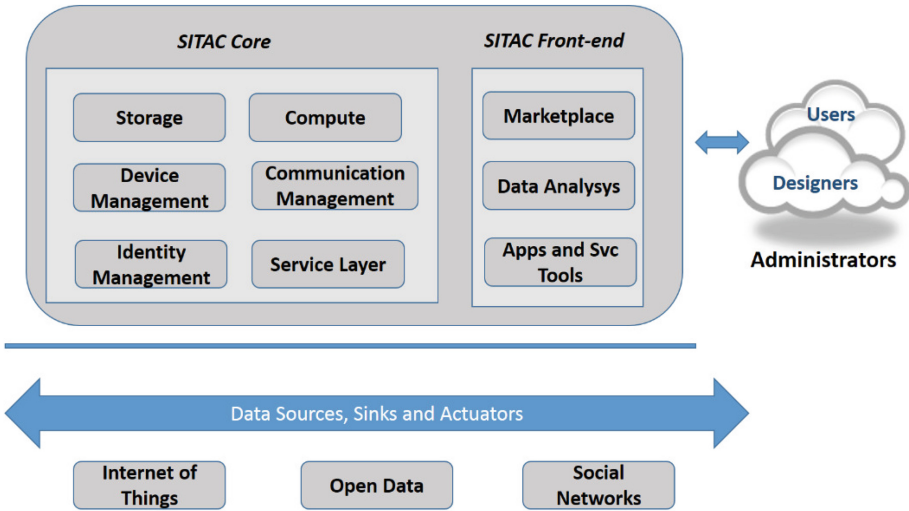 SITAC Core
SITAC Front-end
Storage
Compute
Marketplace
Device
Management
Communication
Management
Data Analysys
Identity
Management
Service Layer
Apps and Svc
Tools
Users
Designers
Administrators
Data Sources, Sinks and Actuators
Internet of
Things
Open Data
Social
Networks